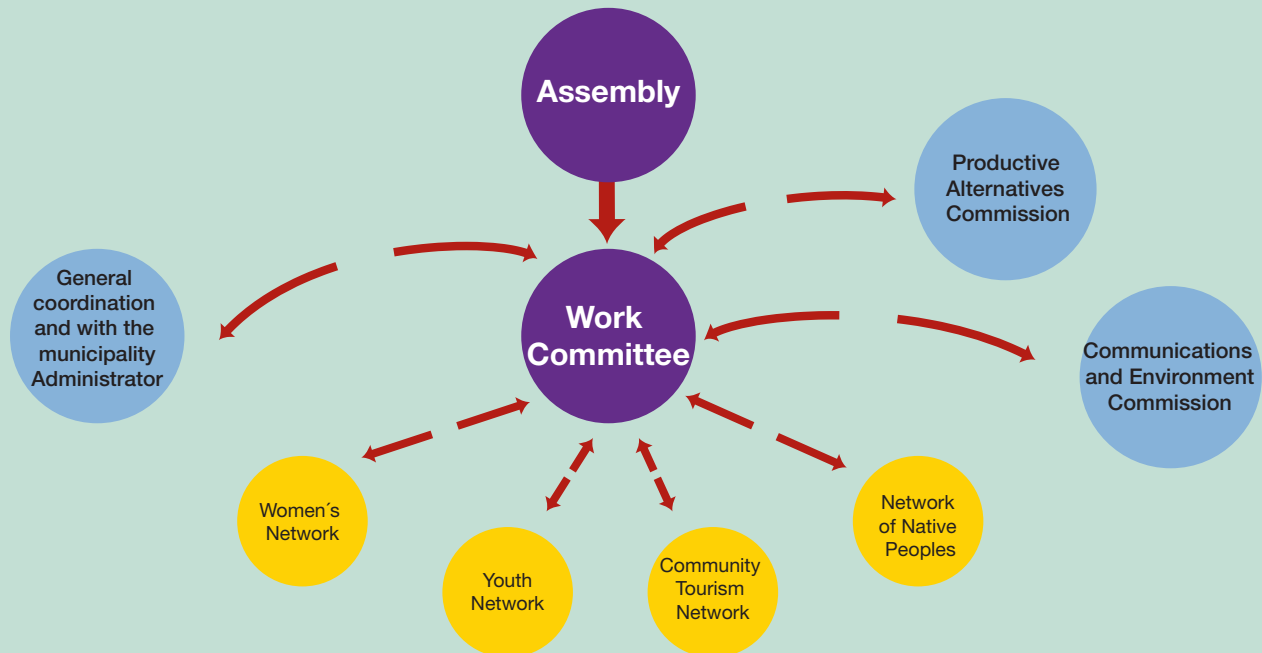 Assembly
Productive
Alternatives
Commission
General
coordination
and with the
municipality
Administrator
Work
Committee
Communications
and Environment
Commission
Women´s
Network
Youth
Network
Community
Tourism
Network
Network
of Native
Peoples